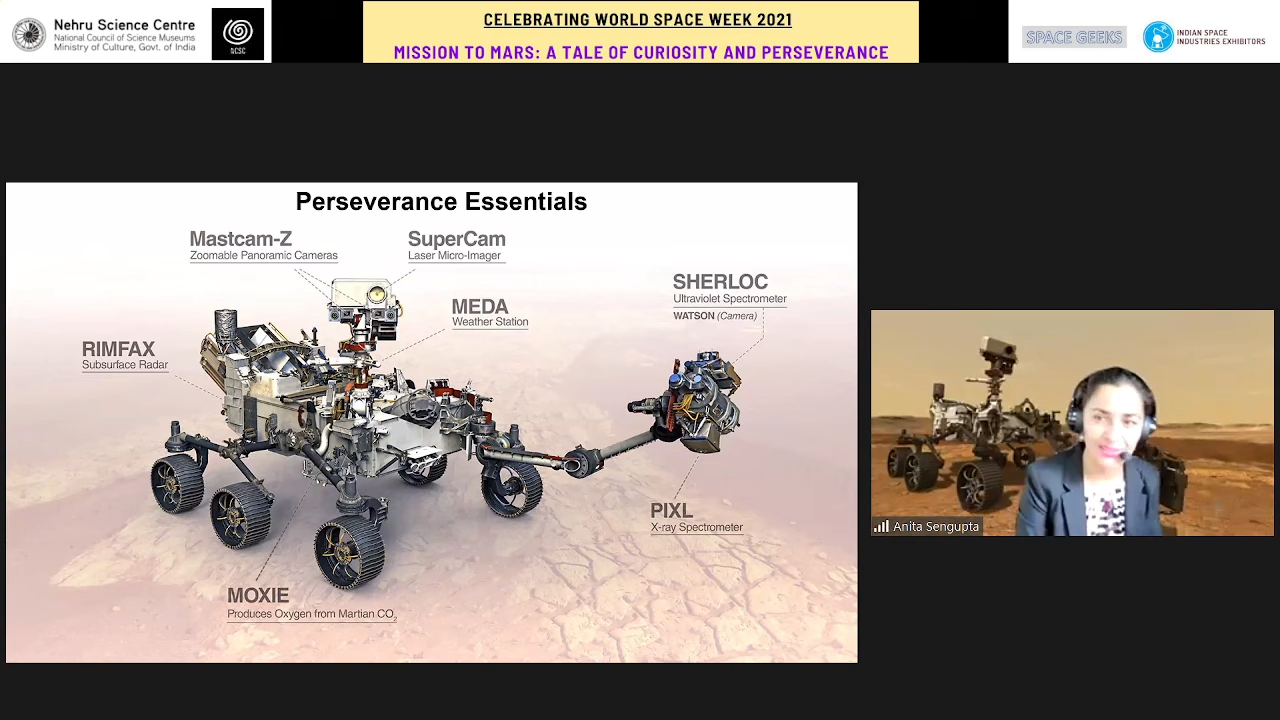 Nehru Science Centre
National Council of Science Museums
Ministry of Culture, Govt. of India
NCSC
CELEBRATING WORLD SPACE WEEK 2021
MISSION TO MARS: A TALE OF CURIOSITY AND PERSEVERANCE
SPACE GEEKS
INDIAN SPACE
INDUSTRIES EXHIBITORS
Perseverance Essentials
Mastcam-Z
Zoomable Panoramic Cameras
SuperCam
Laser Micro-Imager
MEDA
Weather Station
SHERLOC
Ultraviolet Spectrometer
WATSON (Camera)
RIMFAX
Subsurface Radar
PIXL
X-ray Spectrometer
MOXIE
Produces Oxygen from Martian CO₂
Anita Sengupta